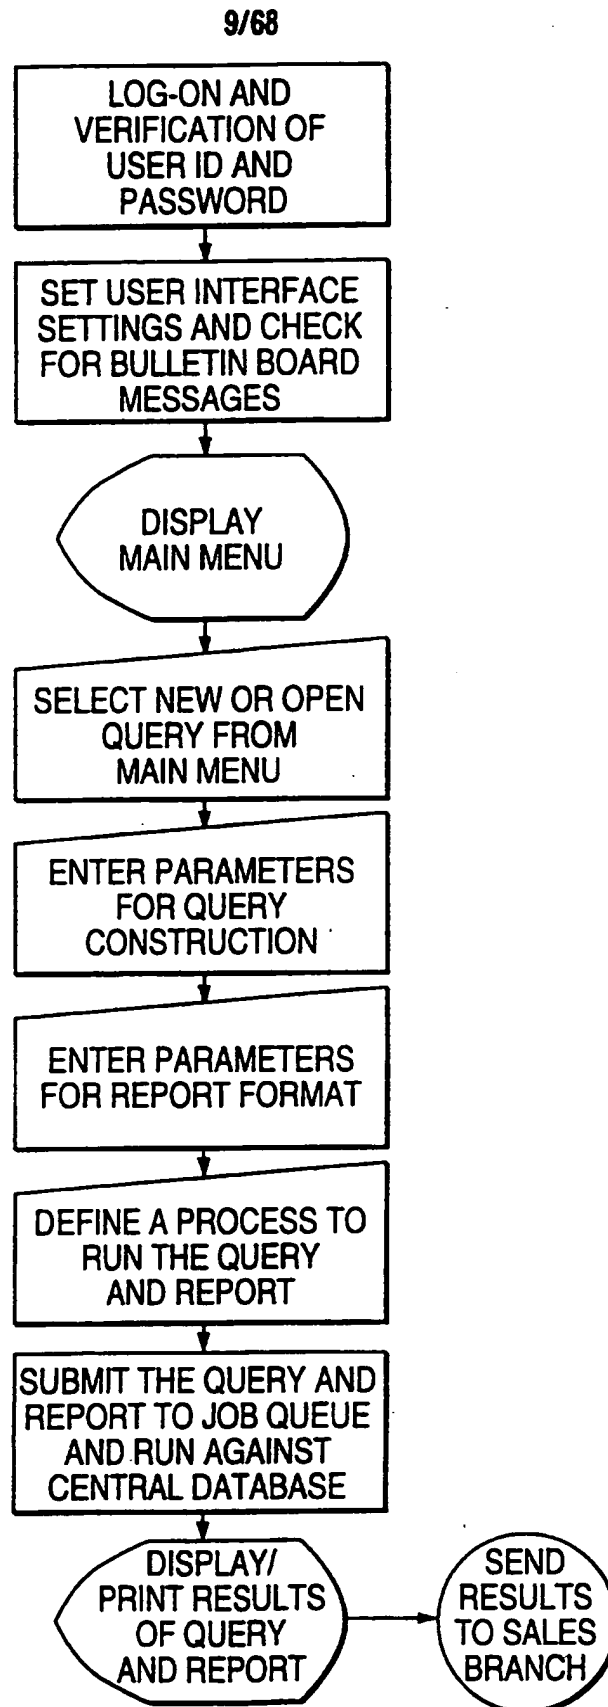 9/68
LOG-ON AND
VERIFICATION OF
USER ID AND
PASSWORD
SET USER INTERFACE
SETTINGS AND CHECK
FOR BULLETIN BOARD
MESSAGES
DISPLAY
MAIN MENU
SELECT NEW OR OPEN
QUERY FROM
MAIN MENU
ENTER PARAMETERS
FOR QUERY
CONSTRUCTION
ENTER PARAMETERS
FOR REPORT FORMAT
DEFINE A PROCESS TO
RUN THE QUERY
AND REPORT
SUBMIT THE QUERY AND
REPORT TO JOB QUEUE
AND RUN AGAINST
CENTRAL DATABASE
DISPLAY/
PRINT RESULTS
OF QUERY
AND REPORT
SEND
RESULTS
TO SALES
BRANCH